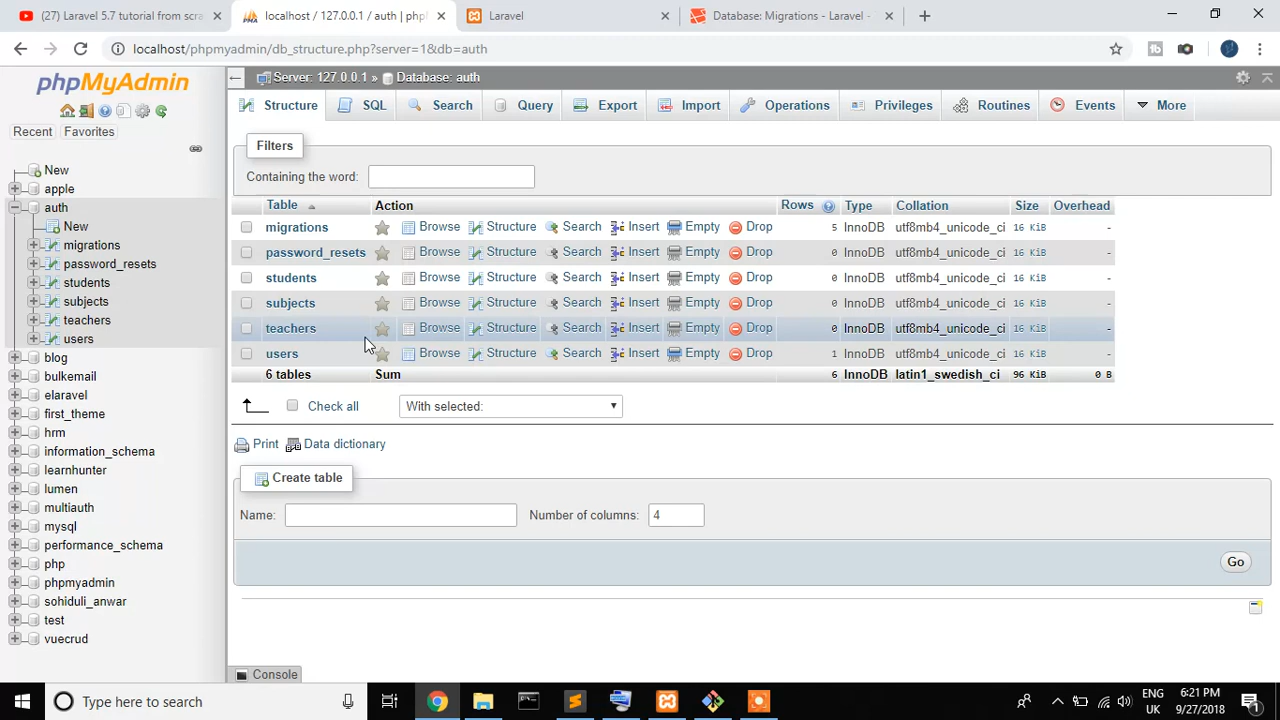 (27) Laravel 5.7 tutorial from scra
localhost / 127.0.0.1 / auth | phpM
Laravel
Database: Migrations - Laravel -
localhost/phpmyadmin/db_structure.php?server=1&db=auth
phpMyAdmin
Recent Favorites
New
apple
auth
New
migrations
password_resets
students
subjects
teachers
users
blog
bulkemail
elaravel
first_theme
hrm
information_schema
learnhunter
lumen
multiauth
mysql
performance_schema
php
phpmyadmin
sohiduli_anwar
test
vuecrud
Server: 127.0.0.1 » Database: auth
Structure SQL Search Query Export Import Operations Privileges Routines Events More
Filters
Containing the word:
Table Action Rows Type Collation Size Overhead
migrations Browse Structure Search Insert Empty Drop 5 InnoDB utf8mb4_unicode_ci 16 KiB -
password_resets Browse Structure Search Insert Empty Drop 0 InnoDB utf8mb4_unicode_ci 16 KiB -
students Browse Structure Search Insert Empty Drop 0 InnoDB utf8mb4_unicode_ci 16 KiB -
subjects Browse Structure Search Insert Empty Drop 0 InnoDB utf8mb4_unicode_ci 16 KiB -
teachers Browse Structure Search Insert Empty Drop 0 InnoDB utf8mb4_unicode_ci 16 KiB -
users Browse Structure Search Insert Empty Drop 1 InnoDB utf8mb4_unicode_ci 16 KiB -
6 tables Sum 6 InnoDB latin1_swedish_ci 96 KiB 0 B
Check all With selected:
Print Data dictionary
Create table
Name: Number of columns: 4
Go
Console
Type here to search
ENG
UK
6:21 PM
9/27/2018
1